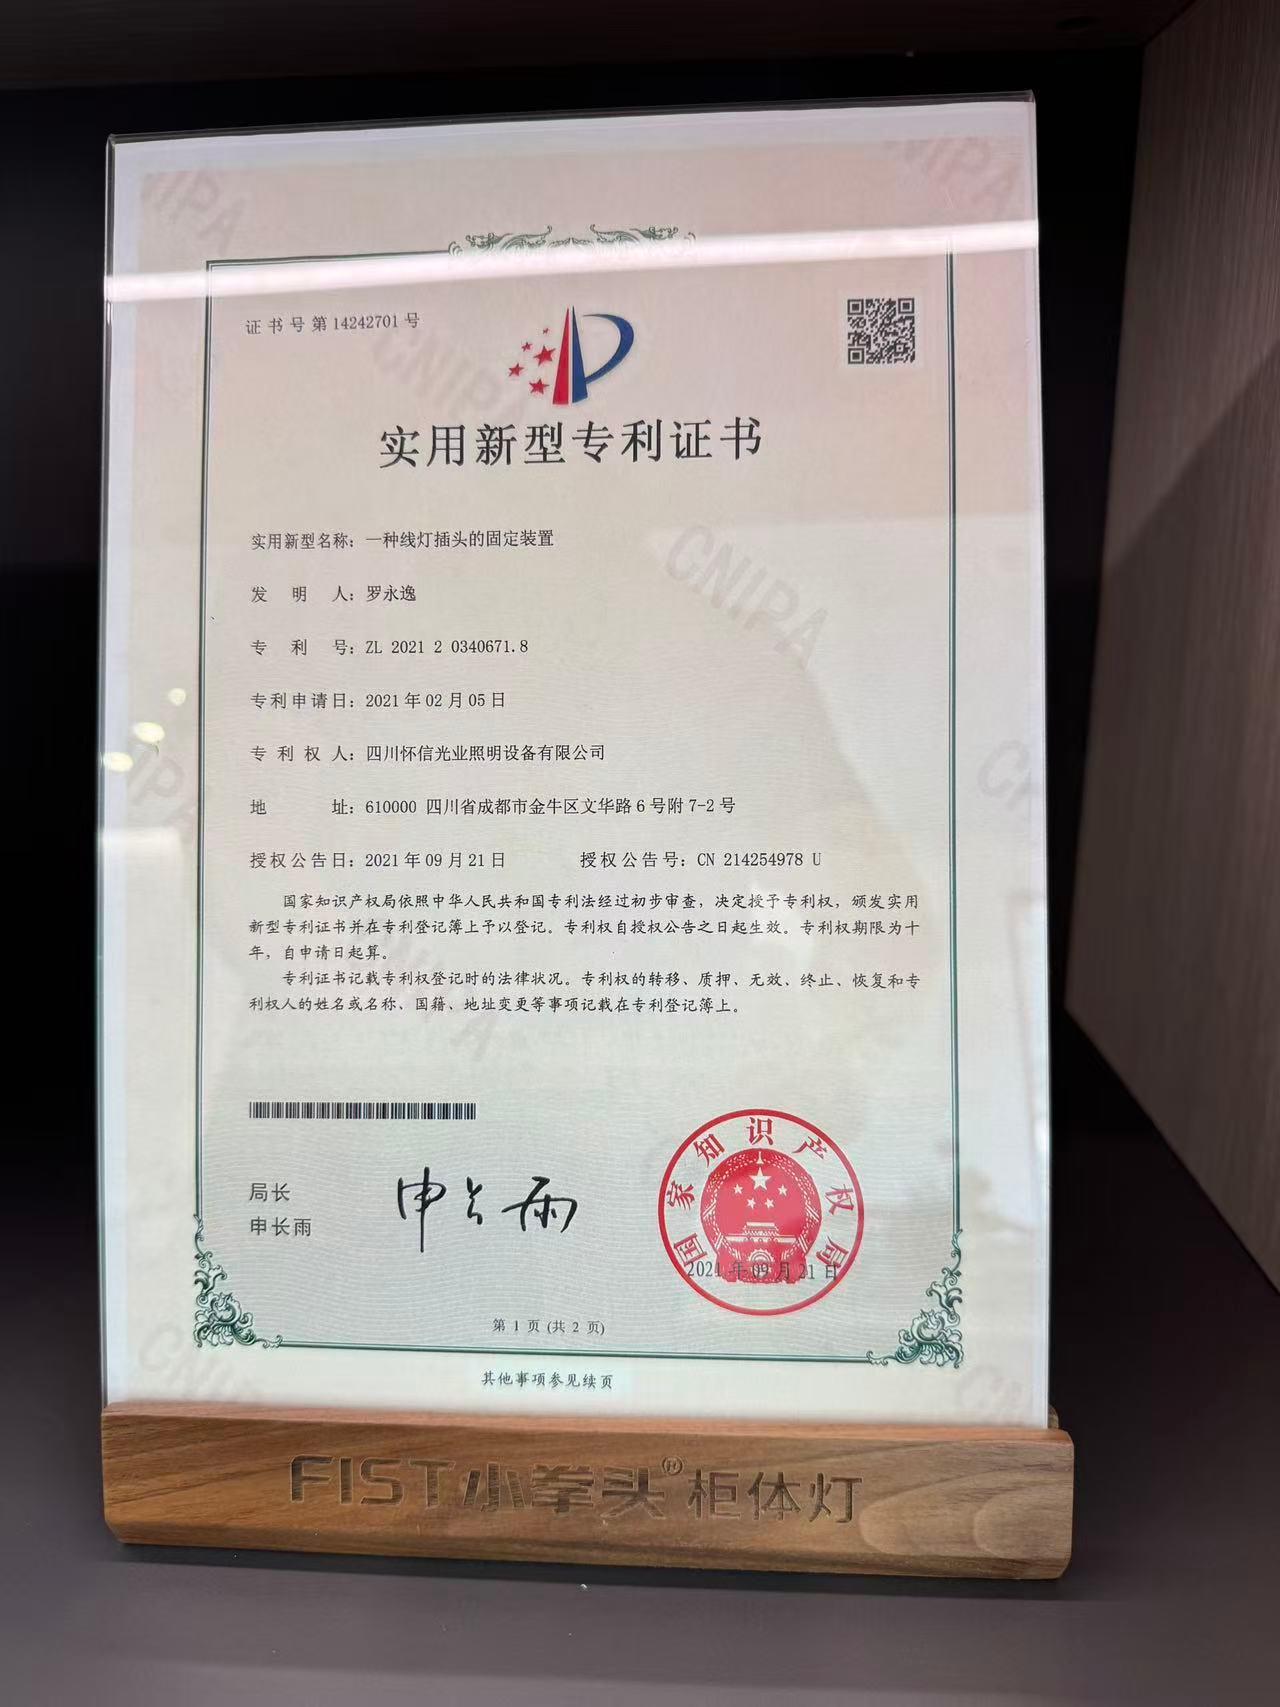 证书号第14242701号
实用新型专利证书
实用新型名称：一种线灯插头的固定装置
发明人：罗永逸
专利号：ZL 2021 2 0340671.8
专利申请日：2021年02月05日
专利权人：四川怀信光业照明设备有限公司
地址：610000 四川省成都市金牛区文华路6号附7-2号
授权公告日：2021年09月21日 授权公告号：CN 214254978 U
国家知识产权局依照中华人民共和国专利法经过初步审查，决定授予专利权，颁发实用
新型专利证书并在专利登记簿上予以登记。专利权自授权公告之日起生效。专利权期限为十
年，自申请日起算。
专利证书记载专利权登记时的法律状况。专利权的转移、质押、无效、终止、恢复和专
利权人的姓名或名称、国籍、地址变更等事项记载在专利登记簿上。
局长
申长雨
申长雨
国家知识产权局
2021年09月21日
第 1 页 (共 2 页)
其他事项参见续页
FIST小拳头®柜体灯
CNIPA
CNIPA
CNIPA